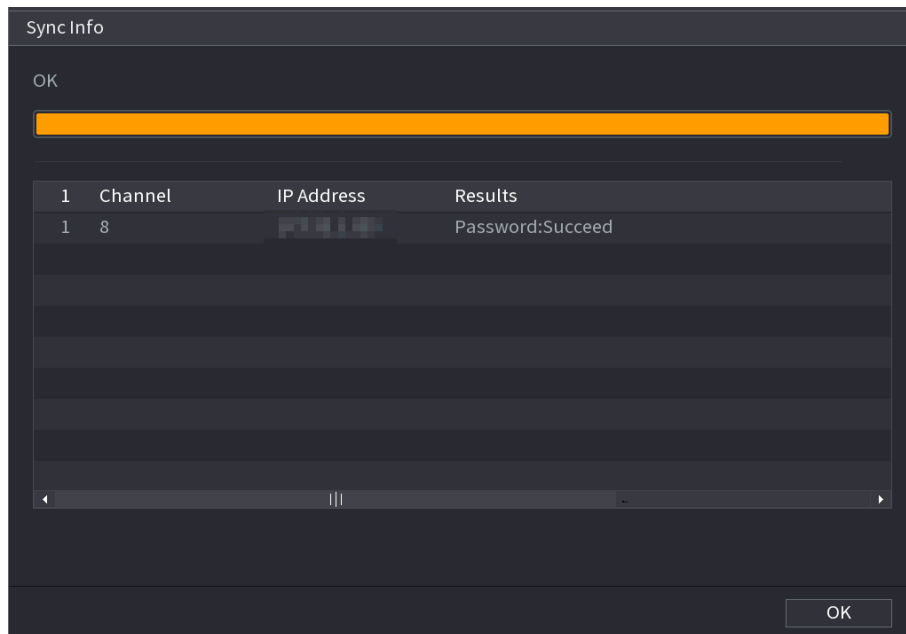 Sync Info
OK
1 Channel IP Address Results
1 8 Password:Succeed
OK